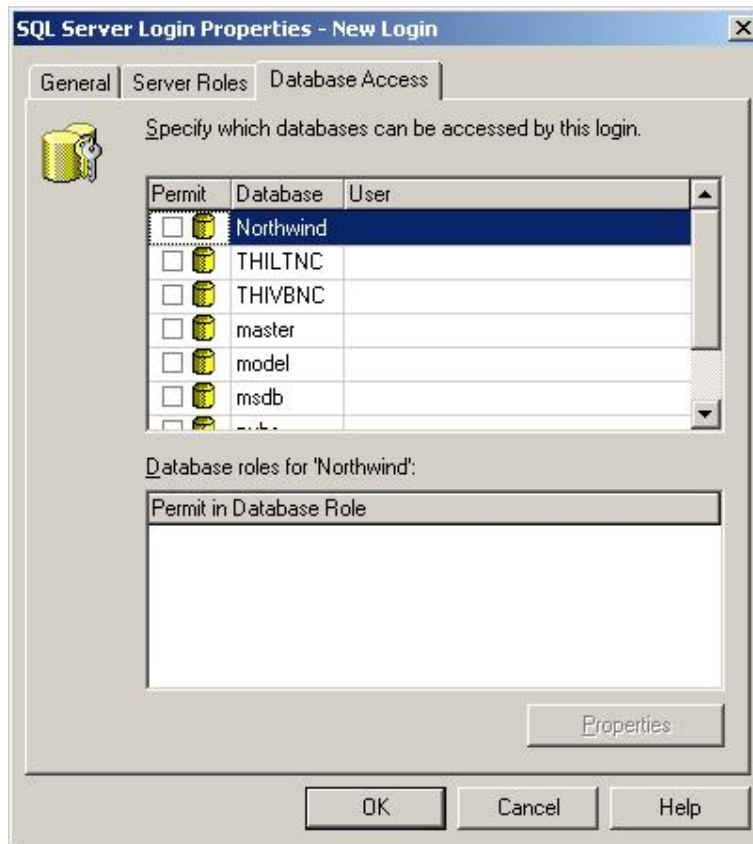 SQL Server Login Properties - New Login
General Server Roles Database Access
Specify which databases can be accessed by this login.
Permit Database User
Northwind
THILTNC
THIVBNC
master
model
msdb
Database roles for 'Northwind':
Permit in Database Role
Properties
OK Cancel Help